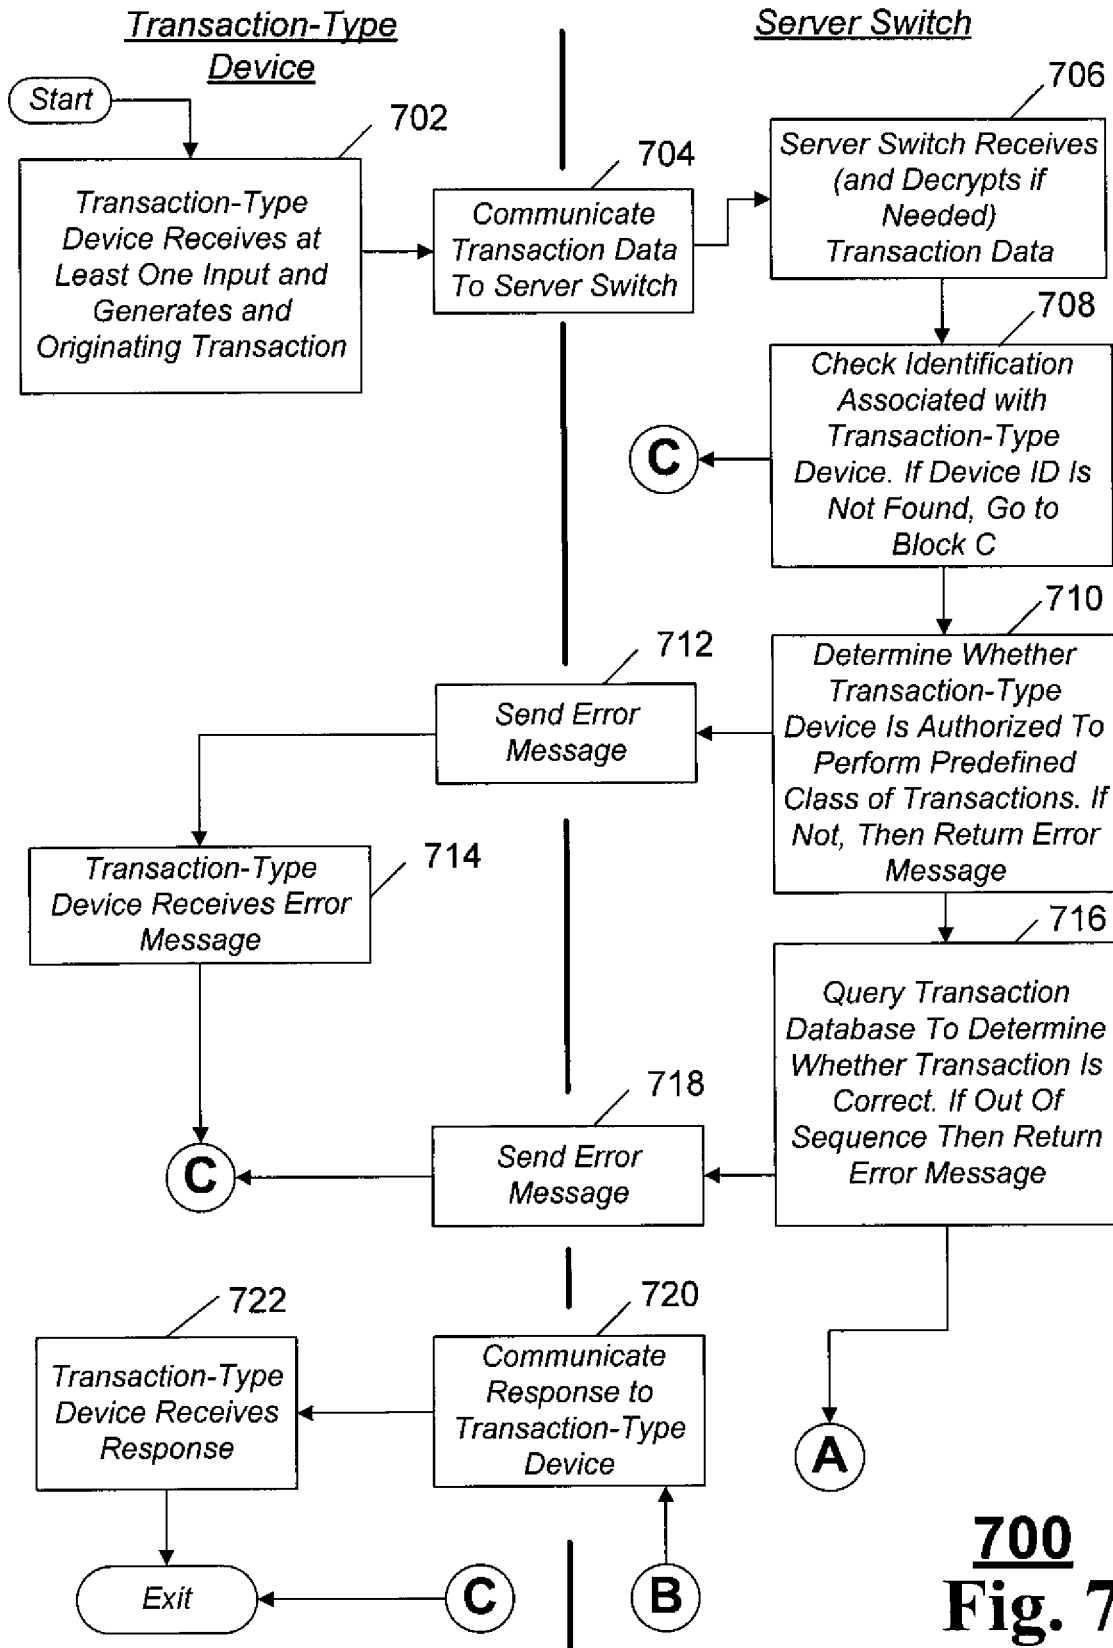 Transaction-Type
Device
Server Switch
Start
702
Transaction-Type
Device Receives at
Least One Input and
Generates and
Originating Transaction
704
Communicate
Transaction Data
To Server Switch
706
Server Switch Receives
(and Decrypts if
Needed)
Transaction Data
708
Check Identification
Associated with
Transaction-Type
Device. If Device ID Is
Not Found, Go to
Block C
C
710
Determine Whether
Transaction-Type
Device Is Authorized To
Perform Predefined
Class of Transactions. If
Not, Then Return Error
Message
712
Send Error
Message
714
Transaction-Type
Device Receives Error
Message
716
Query Transaction
Database To Determine
Whether Transaction Is
Correct. If Out Of
Sequence Then Return
Error Message
718
Send Error
Message
C
722
Transaction-Type
Device Receives
Response
720
Communicate
Response to
Transaction-Type
Device
A
Exit
C
B
700
Fig. 7